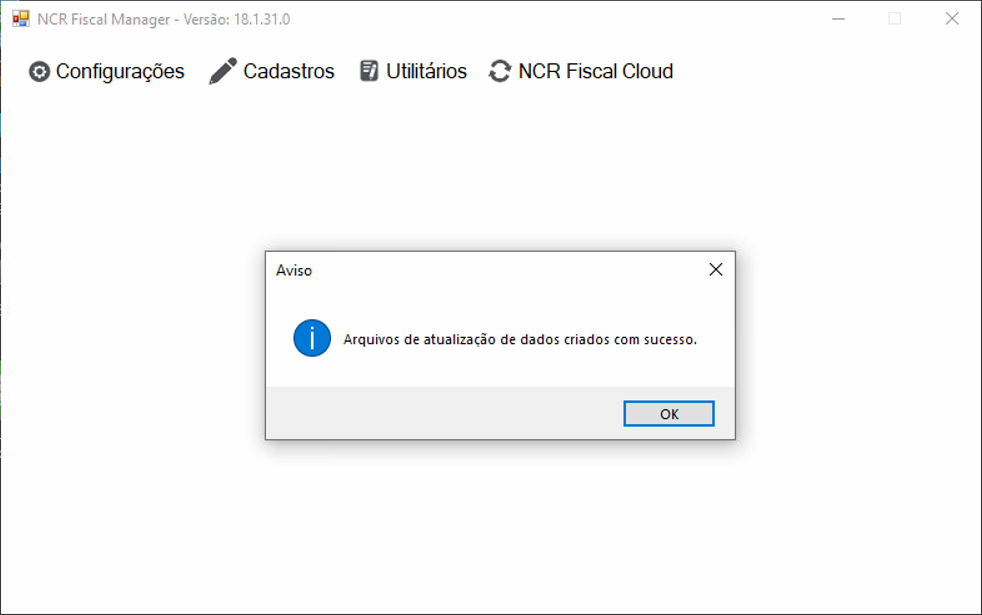 NCR Fiscal Manager - Versão: 18.1.31.0
Configurações Cadastros Utilitários NCR Fiscal Cloud
Aviso
Arquivos de atualização de dados criados com sucesso.
OK